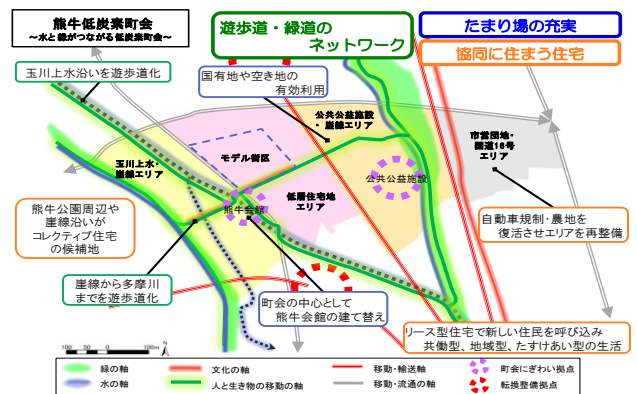 熊牛低炭素町会
～水と緑がつながる低炭素町会～
遊歩道・緑道の
ネットワーク
たまり場の充実
協同に住まう住宅
玉川上水沿いを遊歩道化
国有地や空き地の
有効利用
公共公益施設
・崖線エリア
市営団地・
国道16号
エリア
モデル街区
玉川上水・
崖線エリア
公共公益施設
低層住宅地
エリア
熊牛会館
熊牛公園周辺や
崖線沿いが
コレクティブ住宅
の候補地
自動車規制・農地を
復活させエリアを再整備
崖線から多摩川
までを遊歩道化
町会の中心として
熊牛会館の建て替え
リース型住宅で新しい住民を呼び込み
共働型、地域型、たすけあい型の生活
100 50 0 100m
N
緑の軸
文化の軸
移動・輸送軸
町会にぎわい拠点
水の軸
人と生き物の移動の軸
移動・流通の軸
転換整備拠点